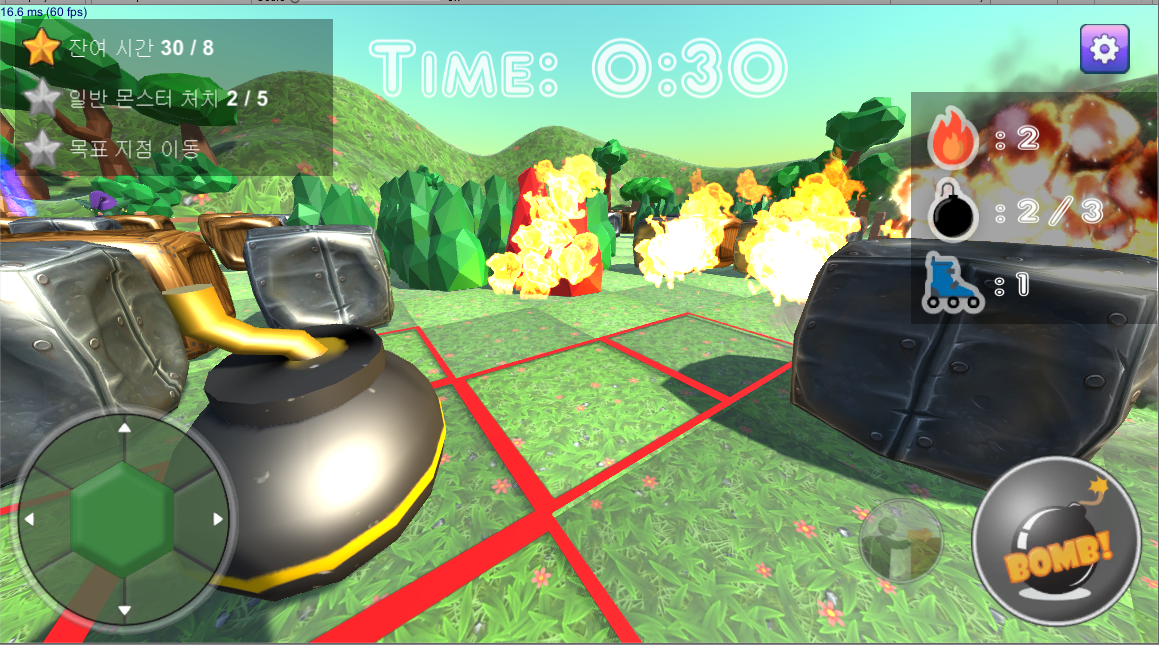 16.6 ms (60 fps)
잔여 시간 30 / 8
일반 몬스터 처치 2 / 5
목표 지점 이동
TIME: 0:30
: 2
: 2 / 3
: 1
BOMB!